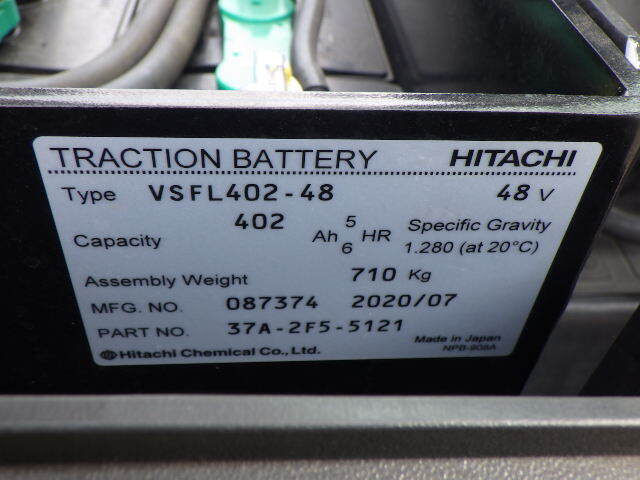 TRACTION BATTERY HITACHI
Type VSFL402-48 48 V
Capacity 402 Ah 5 6 HR Specific Gravity
1.280 (at 20°C)
Assembly Weight 710 Kg
MFG. NO. 087374 2020/07
PART NO. 37A-2F5-5121
Made in Japan
Hitachi Chemical Co., Ltd. NPB-908A